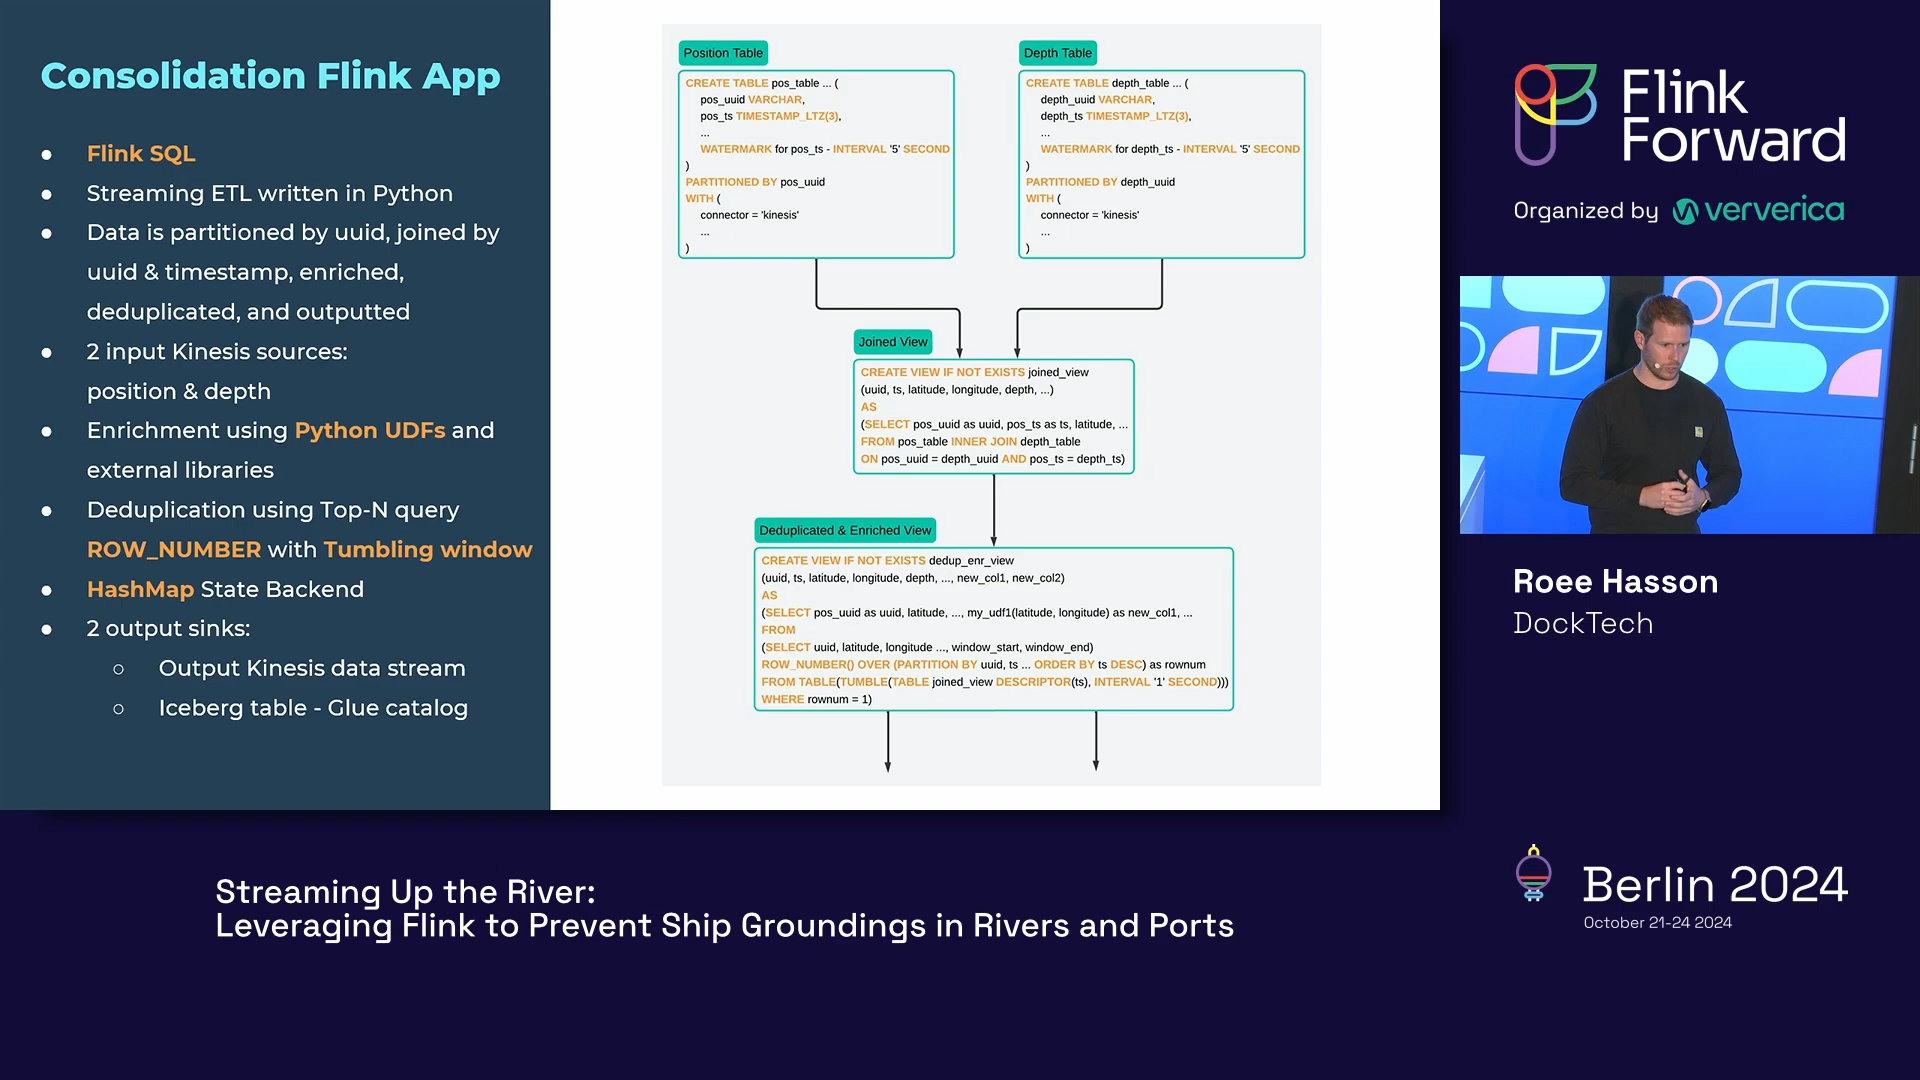 Consolidation Flink App
● Flink SQL
● Streaming ETL written in Python
● Data is partitioned by uuid, joined by
uuid & timestamp, enriched,
deduplicated, and outputted
● 2 input Kinesis sources:
position & depth
● Enrichment using Python UDFs and
external libraries
● Deduplication using Top-N query
ROW_NUMBER with Tumbling window
● HashMap State Backend
● 2 output sinks:
○ Output Kinesis data stream
○ Iceberg table - Glue catalog
Position Table
CREATE TABLE pos_table ... (
pos_uuid VARCHAR,
pos_ts TIMESTAMP_LTZ(3),
...
WATERMARK for pos_ts - INTERVAL '5' SECOND
)
PARTITIONED BY pos_uuid
WITH (
connector = 'kinesis'
...
)
Depth Table
CREATE TABLE depth_table ... (
depth_uuid VARCHAR,
depth_ts TIMESTAMP_LTZ(3),
...
WATERMARK for depth_ts - INTERVAL '5' SECOND
)
PARTITIONED BY depth_uuid
WITH (
connector = 'kinesis'
...
)
Joined View
CREATE VIEW IF NOT EXISTS joined_view
(uuid, ts, latitude, longitude, depth, ...)
AS
(SELECT pos_uuid as uuid, pos_ts as ts, latitude, ...
FROM pos_table INNER JOIN depth_table
ON pos_uuid = depth_uuid AND pos_ts = depth_ts)
Deduplicated & Enriched View
CREATE VIEW IF NOT EXISTS dedup_enr_view
(uuid, ts, latitude, longitude, depth, ..., new_col1, new_col2)
AS
(SELECT pos_uuid as uuid, latitude, ..., my_udf1(latitude, longitude) as new_col1, ...
FROM
(SELECT uuid, latitude, longitude ..., window_start, window_end)
ROW_NUMBER() OVER (PARTITION BY uuid, ts ... ORDER BY ts DESC) as rownum
FROM TABLE(TUMBLE(TABLE joined_view DESCRIPTOR(ts), INTERVAL '1' SECOND)))
WHERE rownum = 1)
Flink
Forward
Organized by ververica
Roee Hasson
DockTech
Streaming Up the River:
Leveraging Flink to Prevent Ship Groundings in Rivers and Ports
Berlin 2024
October 21-24 2024